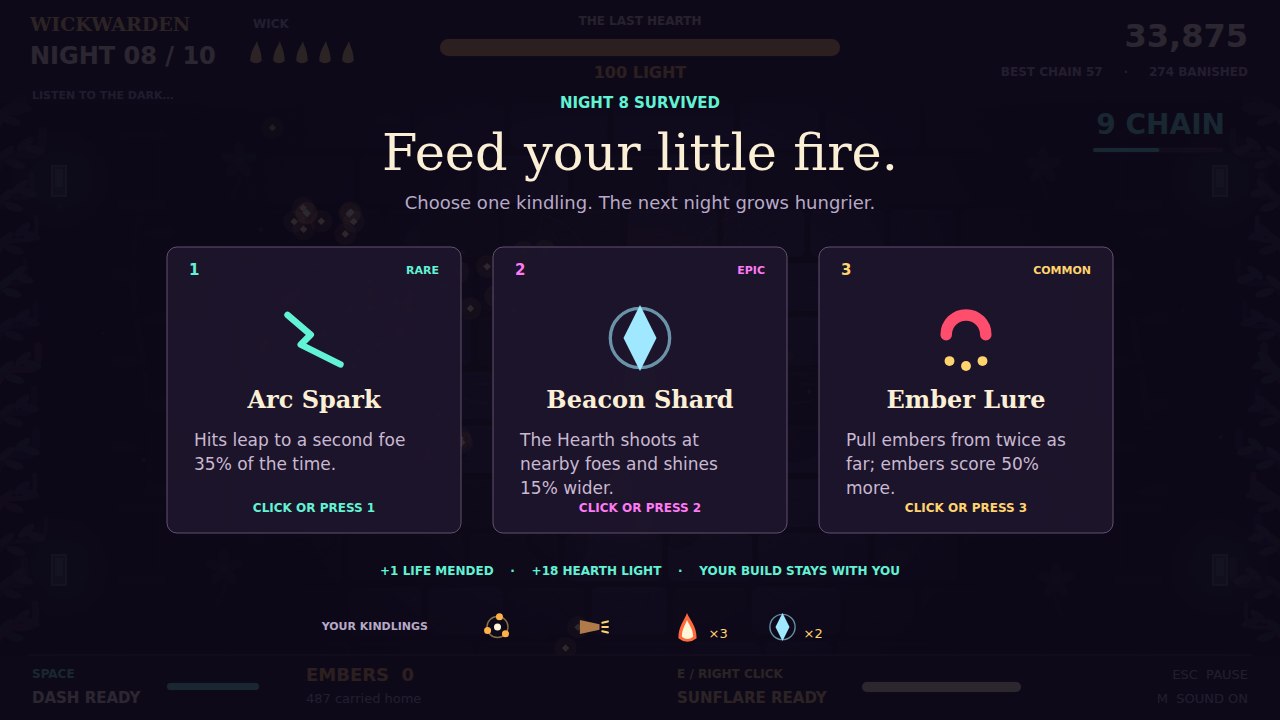 WICKWARDEN
WICK
THE LAST HEARTH
33,875
NIGHT 08 / 10
100 LIGHT
BEST CHAIN 57 · 274 BANISHED
LISTEN TO THE DARK...
NIGHT 8 SURVIVED
9 CHAIN
Feed your little fire.
Choose one kindling. The next night grows hungrier.
1 RARE
Arc Spark
Hits leap to a second foe
35% of the time.
CLICK OR PRESS 1
2 EPIC
Beacon Shard
The Hearth shoots at
nearby foes and shines
15% wider.
CLICK OR PRESS 2
3 COMMON
Ember Lure
Pull embers from twice as
far; embers score 50%
more.
CLICK OR PRESS 3
+1 LIFE MENDED · +18 HEARTH LIGHT · YOUR BUILD STAYS WITH YOU
YOUR KINDLINGS ×3 ×2
SPACE
DASH READY
EMBERS 0
487 carried home
E / RIGHT CLICK
SUNFLARE READY
ESC PAUSE
M SOUND ON